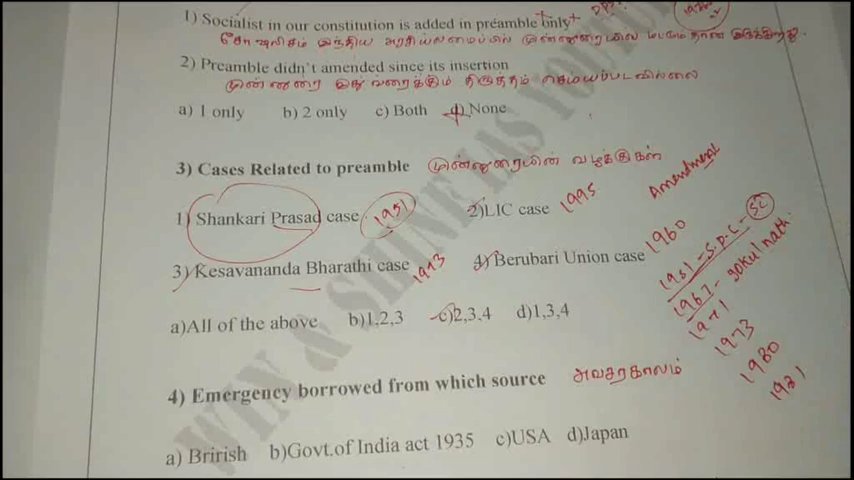 1) Socialist in our constitution is added in preamble only
சோஷலிசம் இந்திய அரசியலமைப்பில் முன்னுரையில் மட்டும்தான் இருக்கிறது.
2) Preamble didn't amended since its insertion
முன்னுரை இதுவரைக்கும் திருத்தம் செய்யப்படவில்லை
a) 1 only b) 2 only c) Both d) None
3) Cases Related to preamble முன்னுரையின் வழக்குகள்
Amendment
1) Shankari Prasad case 1951 2) LIC case 1995
3) Kesavananda Bharathi case 1973 4) Berubari Union case 1960
1951 - S.P.C - SC
1967 - gokulnath.
1971
a)All of the above b)1,2,3 c)2,3,4 d)1,3,4
1973
1980
1981
4) Emergency borrowed from which source அவசரகாலம்
a) Brirish b)Govt.of India act 1935 c)USA d)Japan
WIN & SHINE IAS